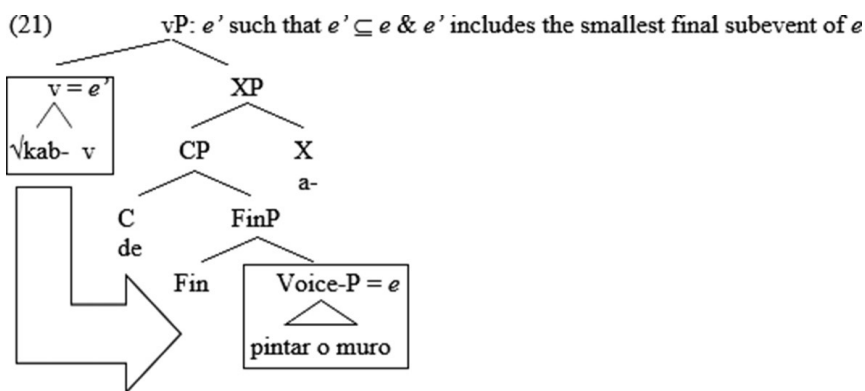 (21) vP: e’ such that e’ ⊆ e & e’ includes the smallest final subevent of e
v = e’ XP
√kab- v CP X
a-
C FinP
de
Fin Voice-P = e
pintar o muro